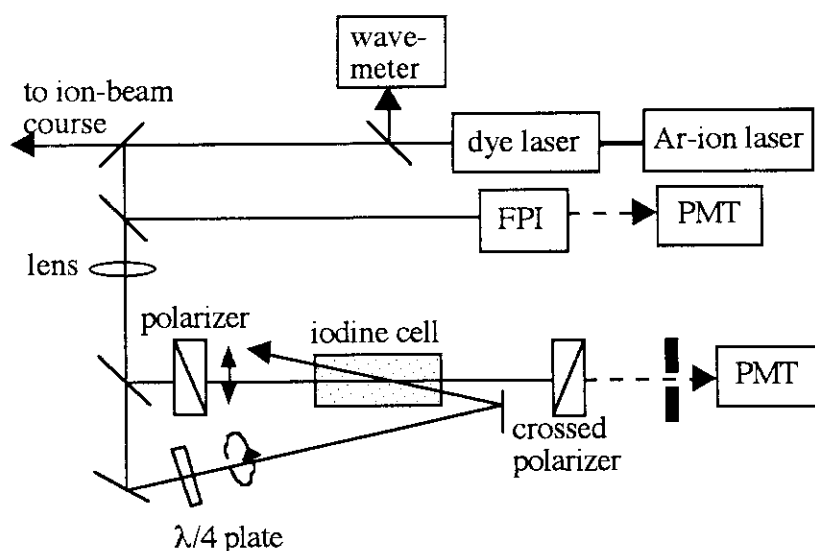 wave-
meter
to ion-beam
course
dye laser
Ar-ion laser
FPI
PMT
lens
polarizer
iodine cell
PMT
crossed
polarizer
λ/4 plate